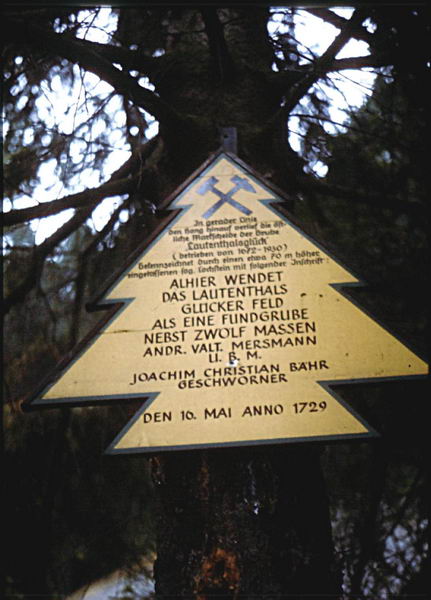 In gerader Linie
den Hang hinauf verlief die öst-
liche Markscheide der Grube
"Lautenthalsglück"
(betrieben von 1672-1930)
Gekennzeichnet durch einen etwa 70 m höher
eingelassenen sog. Lochstein mit folgender Inschrift:
ALHIER WENDET
DAS LAUTENTHALS
GLÜCKER FELD
ALS EINE FUNDGRUBE
NEBST ZWÖLF MASSEN
ANDR. VALT. MERSMANN
U. B. M.
JOACHIM CHRISTIAN BÄHR
GESCHWORNER
DEN 16. MAI ANNO 1729